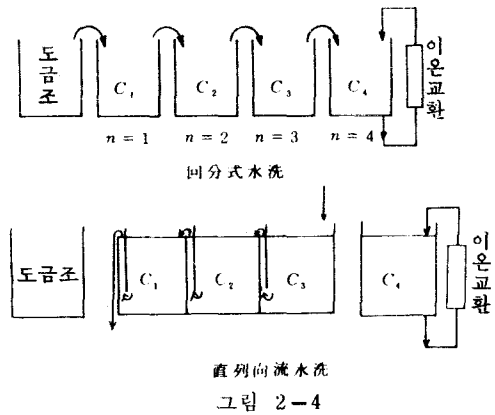 도금조 C₁ C₂ C₃ C₄ 이온교환
n = 1 n = 2 n = 3 n = 4
回分式水洗
도금조 C₁ C₂ C₃ C₄ 이온교환
直列向流水洗
그림 2-4